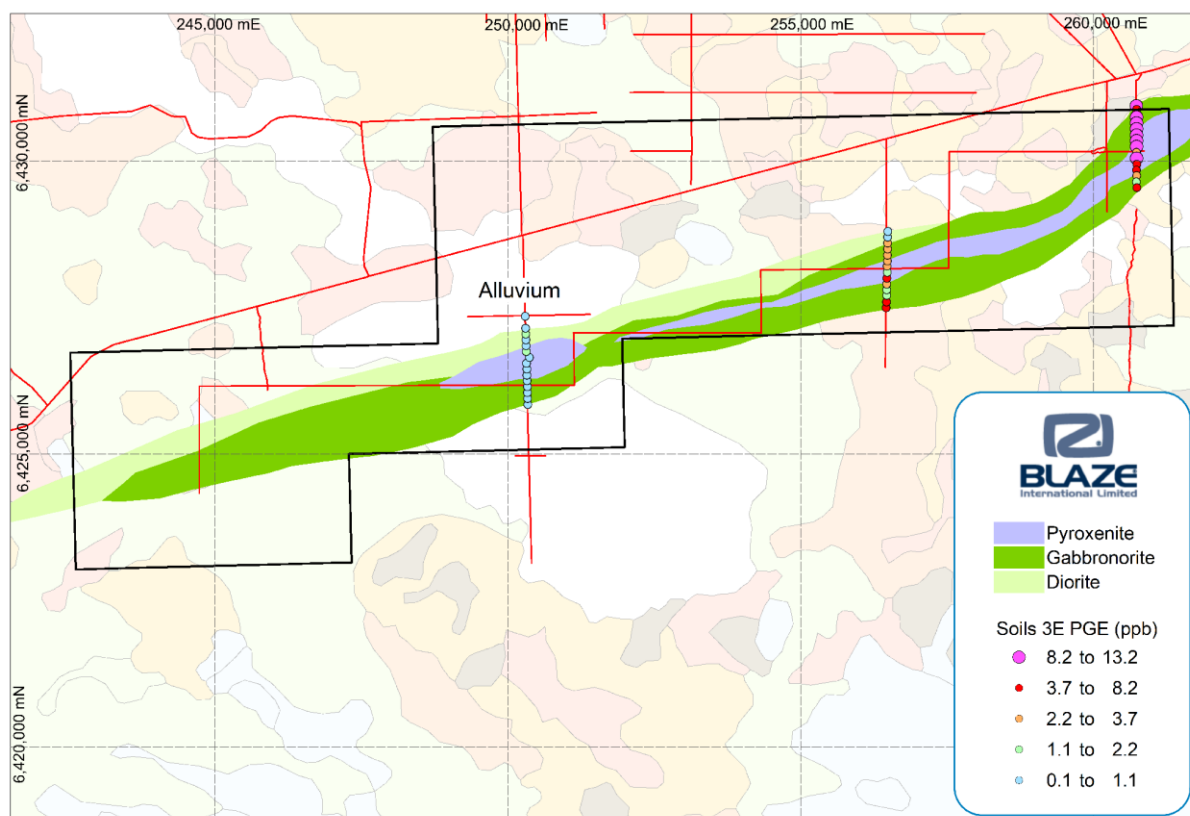 245,000 mE
250,000 mE
255,000 mE
260,000 mE
6,430,000 mN
6,425,000 mN
6,420,000 mN
Alluvium
BLAZE
International Limited
Pyroxenite
Gabbronorite
Diorite
Soils 3E PGE (ppb)
8.2 to 13.2
3.7 to 8.2
2.2 to 3.7
1.1 to 2.2
0.1 to 1.1